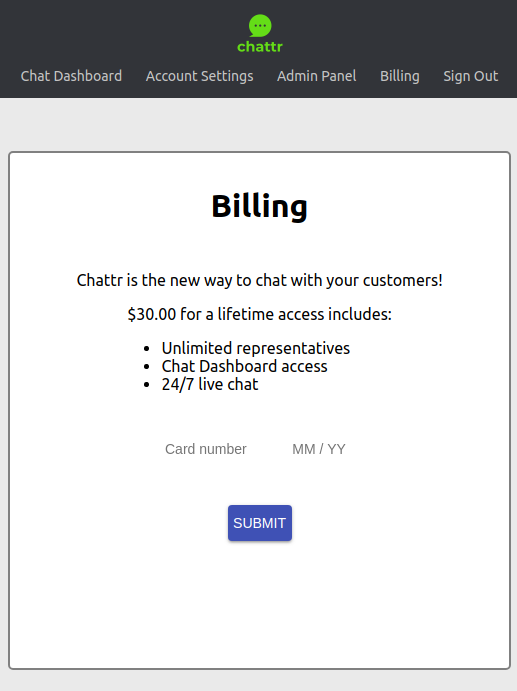 chattr
Chat Dashboard Account Settings Admin Panel Billing Sign Out
Billing
Chattr is the new way to chat with your customers!
$30.00 for a lifetime access includes:
• Unlimited representatives
• Chat Dashboard access
• 24/7 live chat
Card number MM / YY
SUBMIT